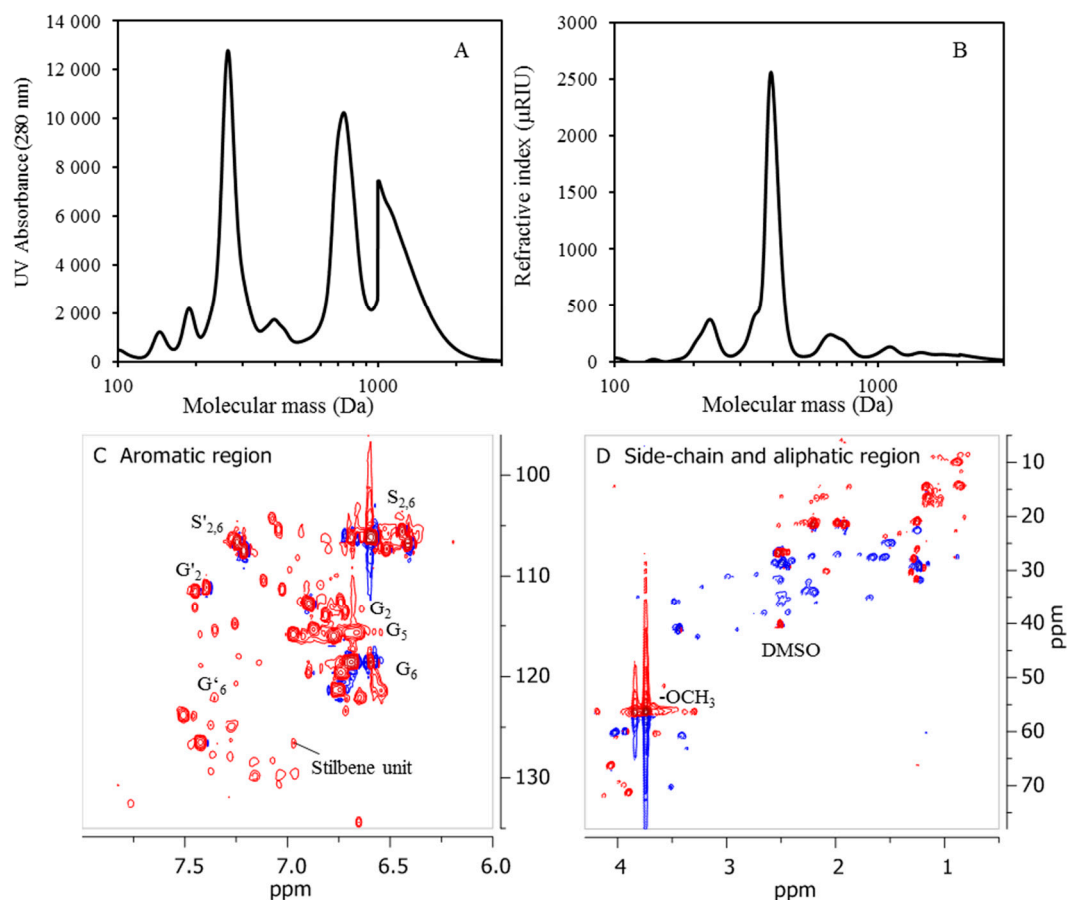 A
UV Absorbance (280 nm)
14 000
12 000
10 000
8 000
6 000
4 000
2 000
0
100
1000
Molecular mass (Da)
B
Refractive index (µRIU)
3000
2500
2000
1500
1000
500
0
100
1000
Molecular mass (Da)
C Aromatic region
S'2,6
S2,6
G'2
G2
G5
G6
G'6
Stilbene unit
100
110
120
130
7.5
7.0
6.5
6.0
ppm
D Side-chain and aliphatic region
DMSO
-OCH3
10
20
30
40
50
60
70
ppm
4
3
2
1
ppm